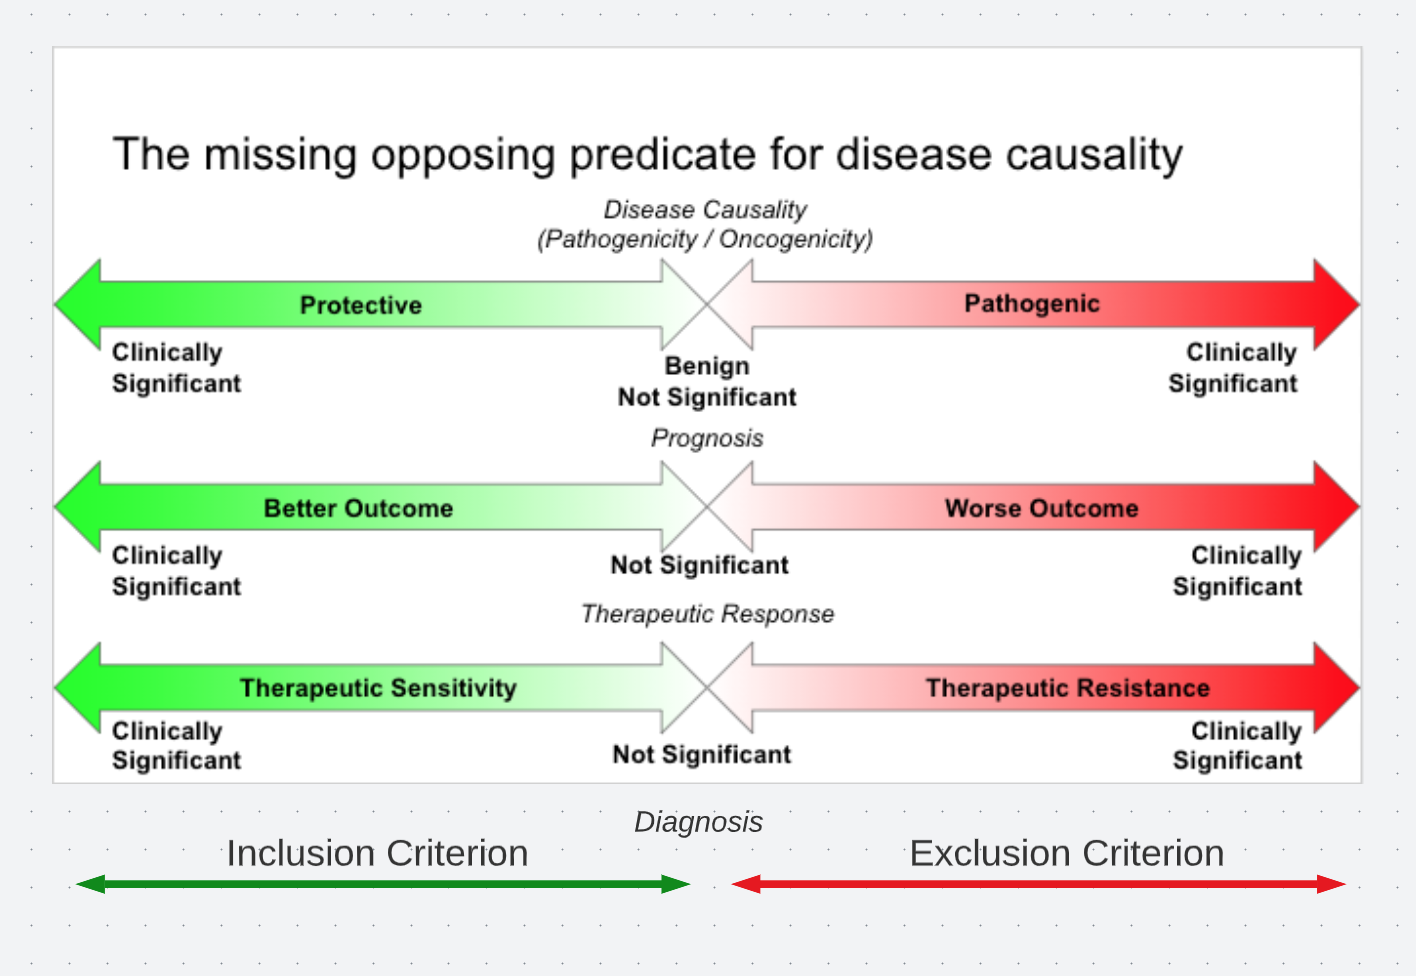 The missing opposing predicate for disease causality
Disease Causality
(Pathogenicity / Oncogenicity)
Protective
Pathogenic
Clinically
Significant
Benign
Not Significant
Clinically
Significant
Prognosis
Better Outcome
Worse Outcome
Clinically
Significant
Not Significant
Clinically
Significant
Therapeutic Response
Therapeutic Sensitivity
Therapeutic Resistance
Clinically
Significant
Not Significant
Clinically
Significant
Diagnosis
Inclusion Criterion
Exclusion Criterion